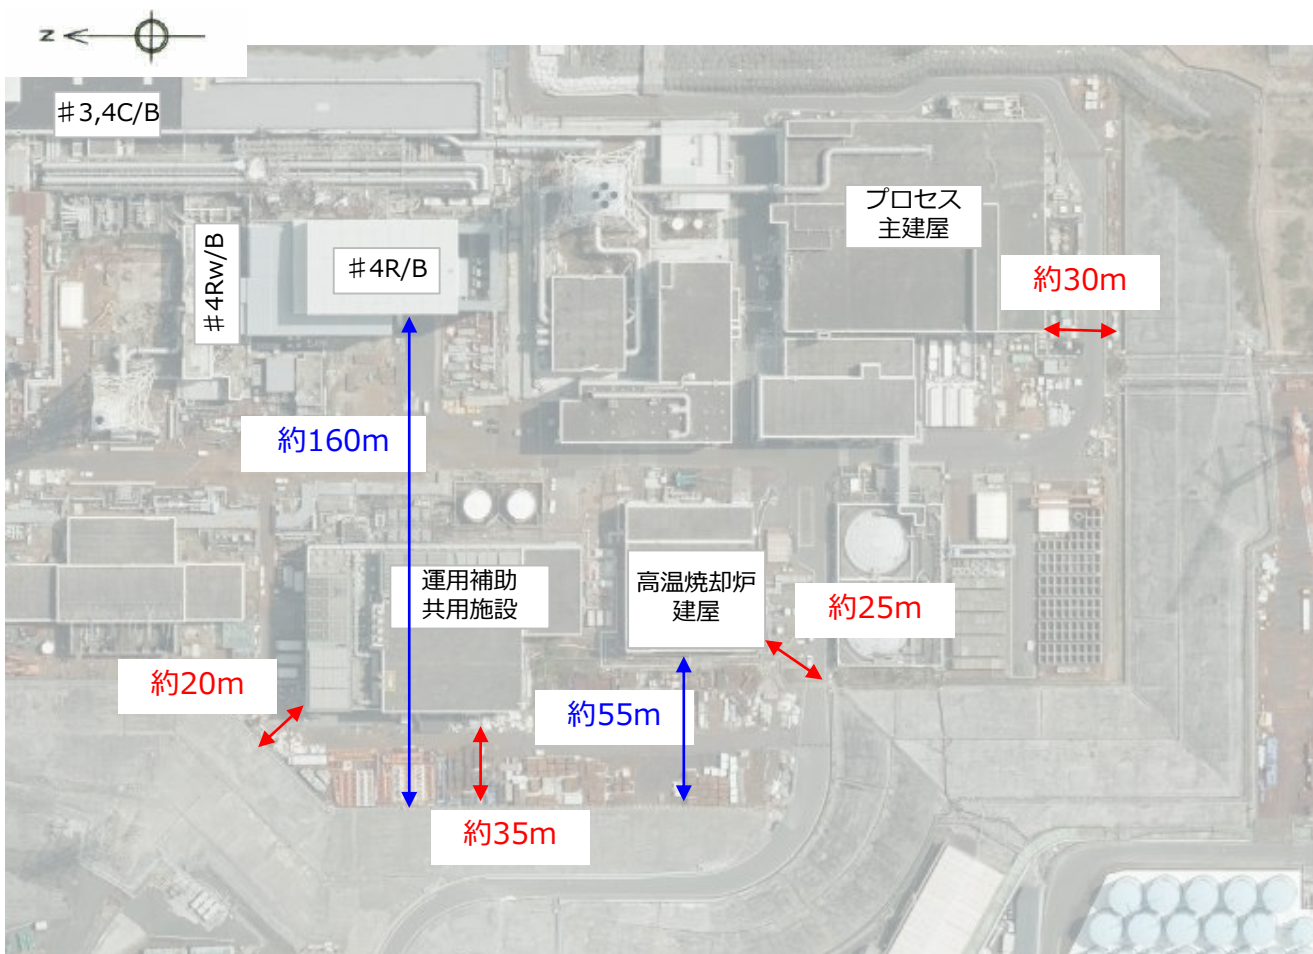 N
♯3,4C/B
♯4Rw/B
♯4R/B
プロセス
主建屋
約30m
約160m
運用補助
共用施設
高温焼却炉
建屋
約25m
約20m
約55m
約35m